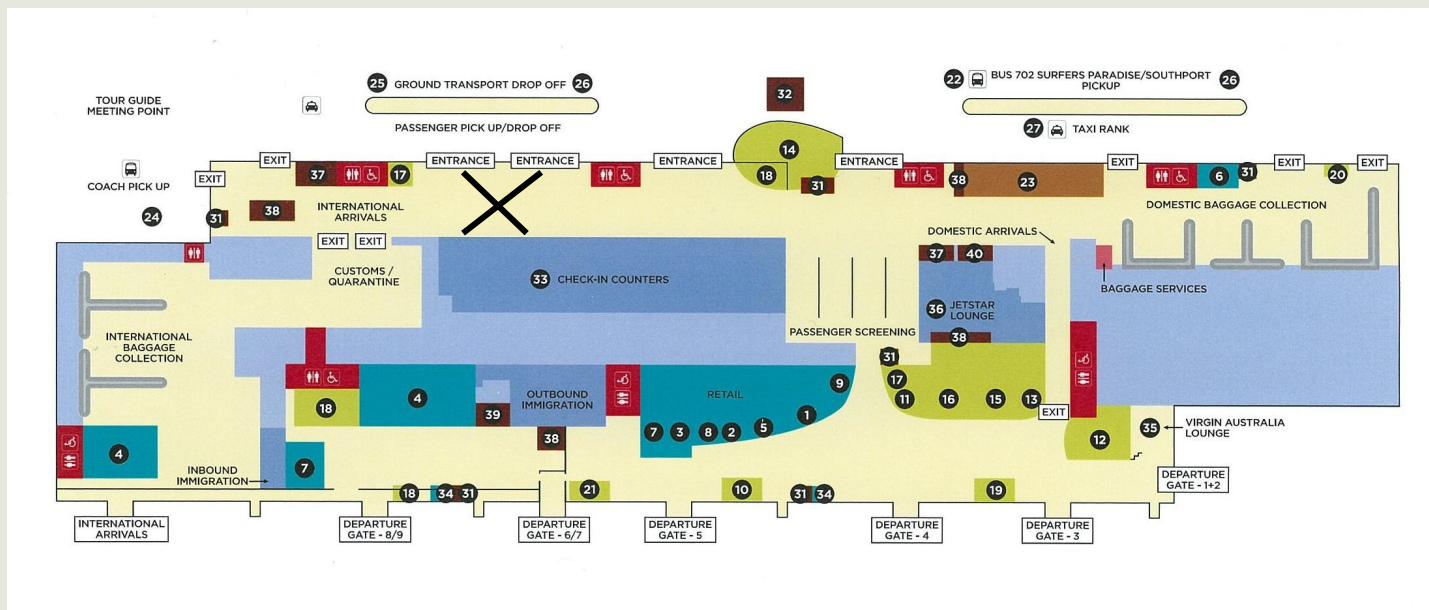 25 GROUND TRANSPORT DROP OFF 26
22 BUS 702 SURFERS PARADISE/SOUTHPORT 26
PICKUP
TOUR GUIDE
MEETING POINT
32
PASSENGER PICK UP/DROP OFF
27 TAXI RANK
14
EXIT
ENTRANCE
ENTRANCE
ENTRANCE
ENTRANCE
EXIT
EXIT
EXIT
COACH PICK UP
EXIT
37
17
18
31
38
23
6
31
20
24
31
38
INTERNATIONAL
ARRIVALS
DOMESTIC BAGGAGE COLLECTION
EXIT
EXIT
DOMESTIC ARRIVALS
CUSTOMS /
QUARANTINE
33 CHECK-IN COUNTERS
37
40
BAGGAGE SERVICES
36 JETSTAR
LOUNGE
INTERNATIONAL
BAGGAGE
COLLECTION
PASSENGER SCREENING
38
31
9
17
18
4
OUTBOUND
IMMIGRATION
RETAIL
11
16
15
13
EXIT
39
1
7
3
8
2
5
38
12
35
VIRGIN AUSTRALIA
LOUNGE
4
7
INBOUND
IMMIGRATION
DEPARTURE
GATE - 1+2
18
34
31
21
10
31
34
19
INTERNATIONAL
ARRIVALS
DEPARTURE
GATE - 8/9
DEPARTURE
GATE - 6/7
DEPARTURE
GATE - 5
DEPARTURE
GATE - 4
DEPARTURE
GATE - 3